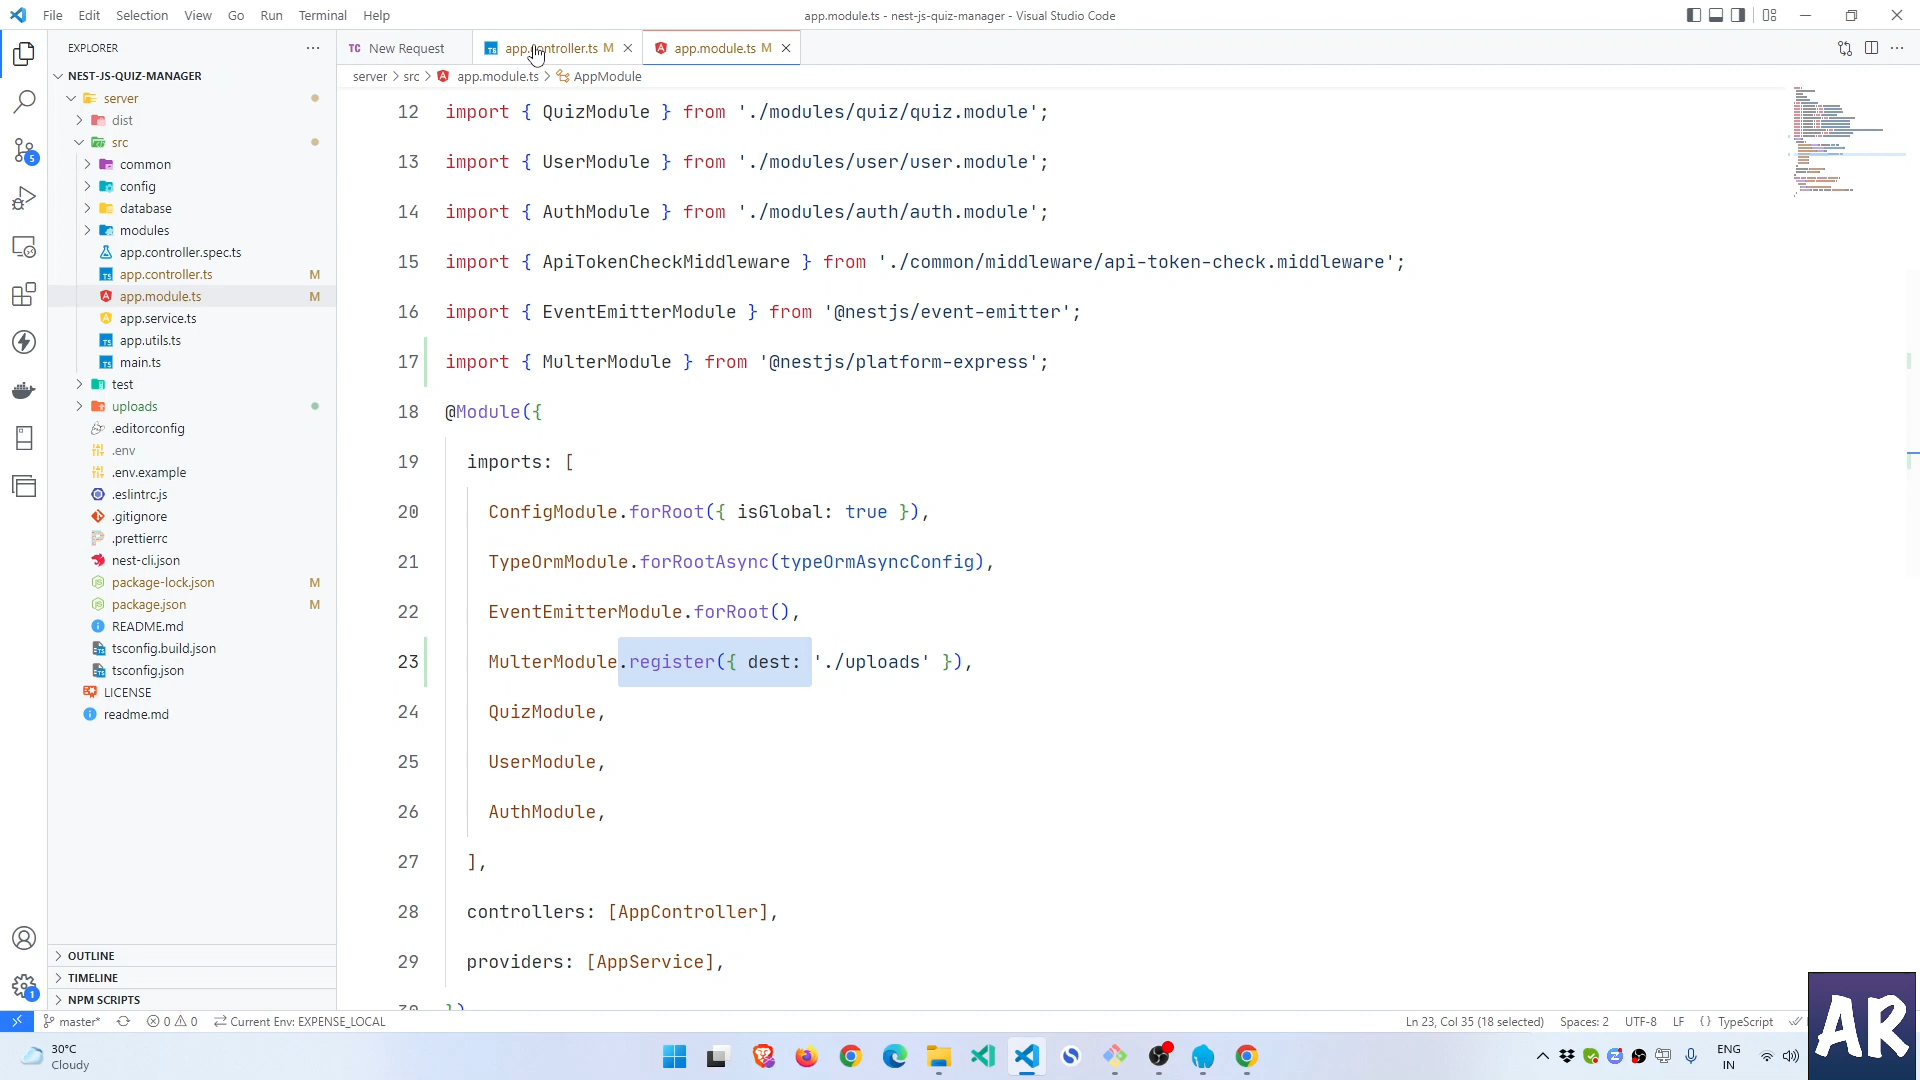 File Edit Selection View Go Run Terminal Help
app.module.ts - nest-js-quiz-manager - Visual Studio Code
EXPLORER
TC New Request
TS app.controller.ts M
app.module.ts M
NEST-JS-QUIZ-MANAGER
server > src > app.module.ts > AppModule
server
dist
src
common
config
database
modules
app.controller.spec.ts
app.controller.ts M
app.module.ts M
app.service.ts
app.utils.ts
main.ts
test
uploads
.editorconfig
.env
.env.example
.eslintrc.js
.gitignore
.prettierrc
nest-cli.json
package-lock.json M
package.json M
README.md
tsconfig.build.json
tsconfig.json
LICENSE
readme.md
OUTLINE
TIMELINE
NPM SCRIPTS
5
1
12 import { QuizModule } from './modules/quiz/quiz.module';
13 import { UserModule } from './modules/user/user.module';
14 import { AuthModule } from './modules/auth/auth.module';
15 import { ApiTokenCheckMiddleware } from './common/middleware/api-token-check.middleware';
16 import { EventEmitterModule } from '@nestjs/event-emitter';
17 import { MulterModule } from '@nestjs/platform-express';
18 @Module({
19 imports: [
20 ConfigModule.forRoot({ isGlobal: true }),
21 TypeOrmModule.forRootAsync(typeOrmAsyncConfig),
22 EventEmitterModule.forRoot(),
23 MulterModule.register({ dest: './uploads' }),
24 QuizModule,
25 UserModule,
26 AuthModule,
27 ],
28 controllers: [AppController],
29 providers: [AppService],
30 })
master* 0 0 Current Env: EXPENSE_LOCAL
Ln 23, Col 35 (18 selected) Spaces: 2 UTF-8 LF { } TypeScript
30°C
Cloudy
ENG
IN
AR